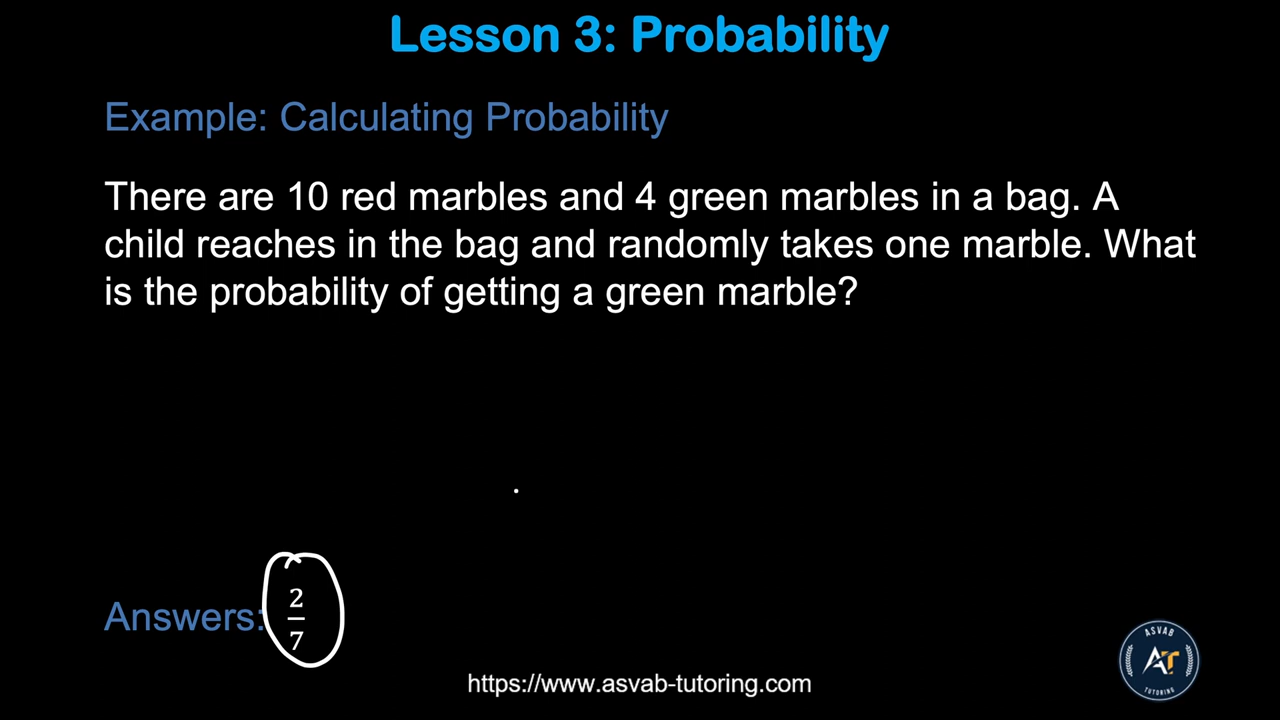 Lesson 3: Probability
Example: Calculating Probability
There are 10 red marbles and 4 green marbles in a bag. A
child reaches in the bag and randomly takes one marble. What
is the probability of getting a green marble?
Answers: 2/7
https://www.asvab-tutoring.com
ASVAB
AT
TUTORING